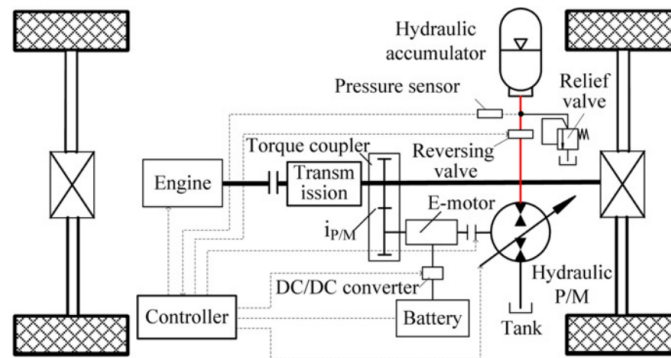 Hydraulic
accumulator
Pressure sensor
Relief
valve
Torque coupler
Reversing
valve
Engine
Transm
ission
E-motor
iP/M
Hydraulic
P/M
DC/DC converter
Controller
Battery
Tank